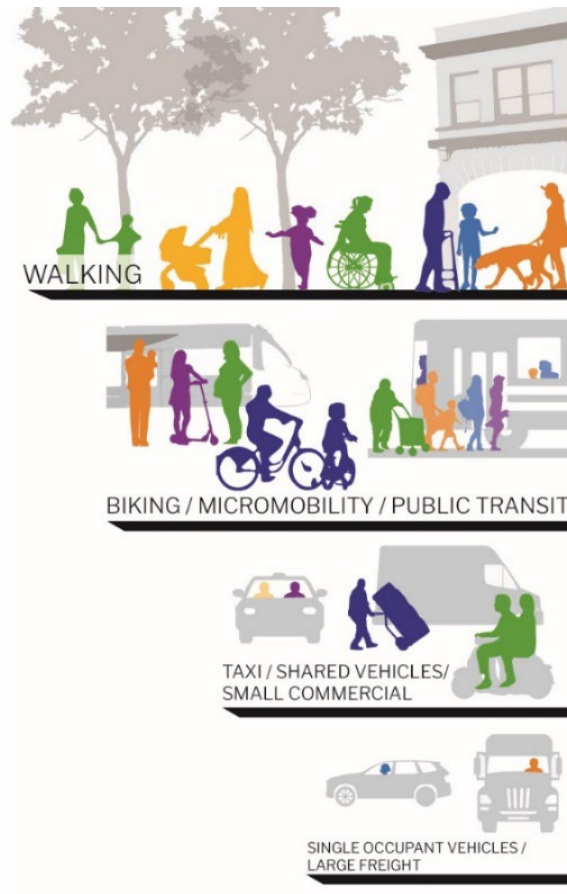 WALKING
BIKING / MICROMOBILITY / PUBLIC TRANSIT
TAXI / SHARED VEHICLES/
SMALL COMMERCIAL
SINGLE OCCUPANT VEHICLES /
LARGE FREIGHT